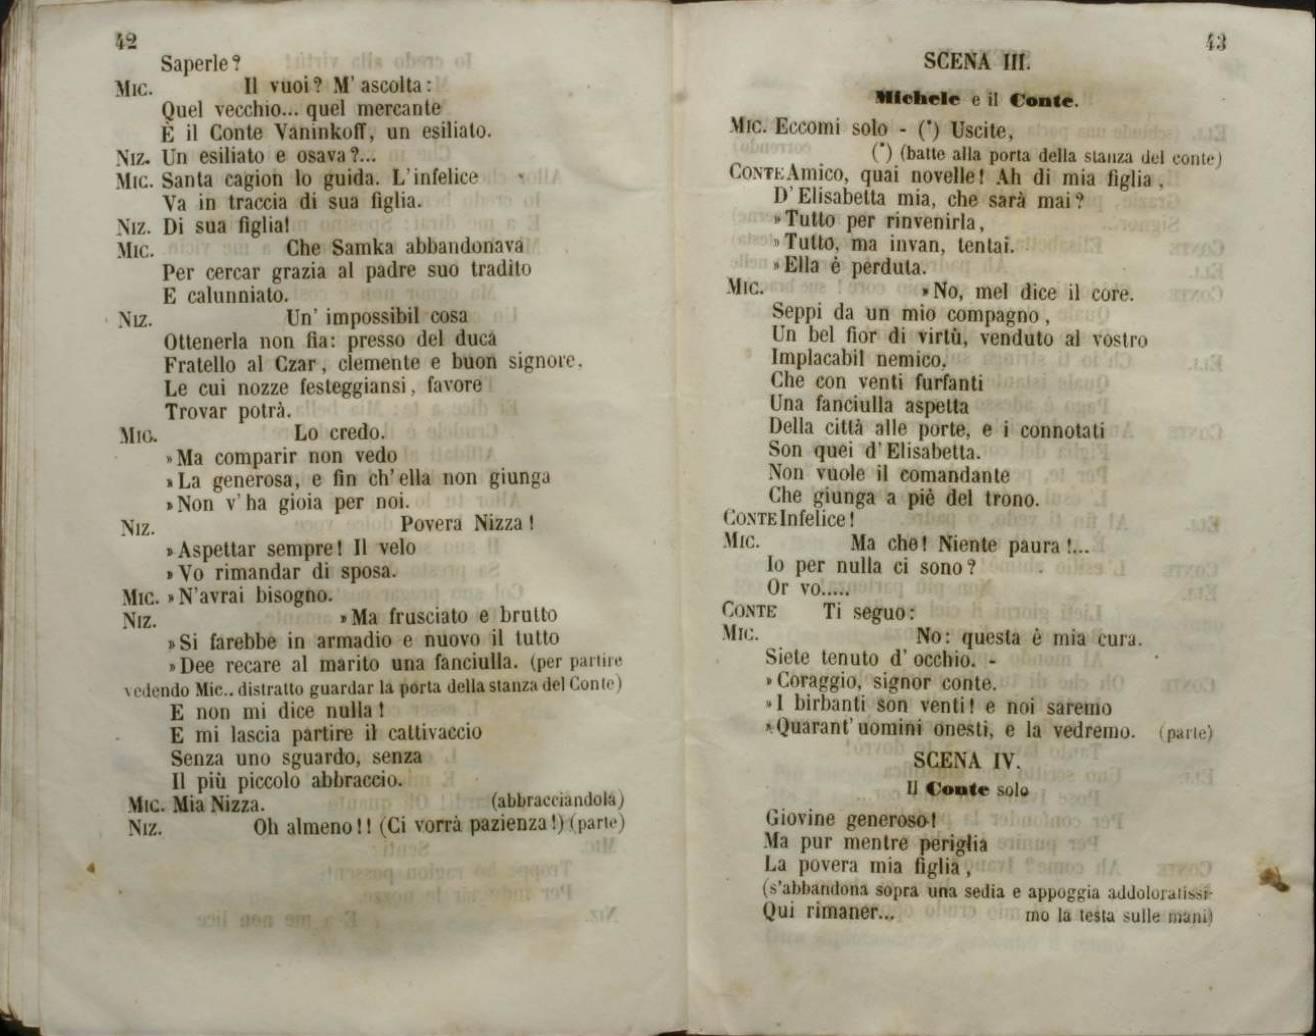 42
Saperle?
Mic. Il vuoi? M' ascolta:
Quel vecchio... quel mercante
È il Conte Vaninkoff, un esiliato.
Niz. Un esiliato e osava?...
Mic. Santa cagion lo guida. L'infelice
Va in traccia di sua figlia.
Niz. Di sua figlia!
Mic. Che Samka abbandonava
Per cercar grazia al padre suo tradito
E calunniato.
Niz. Un' impossibil cosa
Ottenerla non fia: presso del duca
Fratello al Czar, clemente e buon signore,
Le cui nozze festeggiansi, favore
Trovar potrà.
Mic. Lo credo.
»Ma comparir non vedo
»La generosa, e fin ch'ella non giunga
»Non v'ha gioia per noi.
Niz. Povera Nizza!
»Aspettar sempre! Il velo
»Vo rimandar di sposa.
Mic. »N'avrai bisogno.
Niz. »Ma frusciato e brutto
»Si farebbe in armadio e nuovo il tutto
»Dee recare al marito una fanciulla. (per partire
vedendo Mic.. distratto guardar la porta della stanza del Conte)
E non mi dice nulla!
E mi lascia partire il cattivaccio
Senza uno sguardo, senza
Il più piccolo abbraccio.
Mic. Mia Nizza. (abbracciandola)
Niz. Oh almeno!! (Ci vorrà pazienza!) (parte)
43
SCENA III.
Michele e il Conte.
Mic. Eccomi solo - (*) Uscite,
(*) (batte alla porta della stanza del conte)
Conte Amico, quai novelle! Ah di mia figlia,
D' Elisabetta mia, che sarà mai?
»Tutto per rinvenirla,
»Tutto, ma invan, tentai.
»Ella è perduta.
Mic. »No, mel dice il core.
Seppi da un mio compagno,
Un bel fior di virtù, venduto al vostro
Implacabil nemico,
Che con venti furfanti
Una fanciulla aspetta
Della città alle porte, e i connotati
Son quei d'Elisabetta.
Non vuole il comandante
Che giunga a piè del trono.
Conte Infelice!
Mic. Ma che! Niente paura!...
Io per nulla ci sono?
Or vo.....
Conte Ti seguo:
Mic. No: questa è mia cura.
Siete tenuto d' occhio. -
»Coraggio, signor conte.
»I birbanti son venti! e noi saremo
»Quarant' uomini onesti, e la vedremo. (parte)
SCENA IV.
Il Conte solo
Giovine generoso!
Ma pur mentre periglia
La povera mia figlia,
(s'abbandona sopra una sedia e appoggia addoloratissi-
Qui rimaner... mo la testa sulle mani)